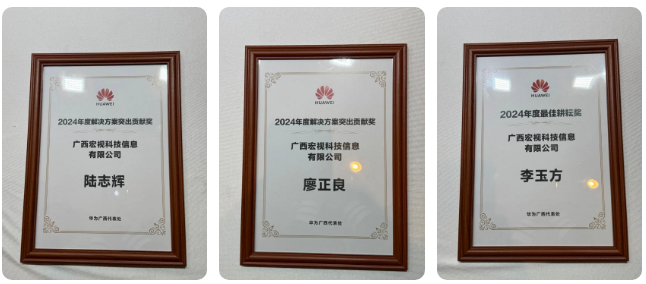 HUAWEI
2024年度解决方案突出贡献奖
广西宏视科技信息
有限公司
陆志辉
华为广西代表处
HUAWEI
2024年度解决方案突出贡献奖
广西宏视科技信息
有限公司
廖正良
华为广西代表处
HUAWEI
2024年度最佳耕耘奖
广西宏视科技信息
有限公司
李玉方
华为广西代表处